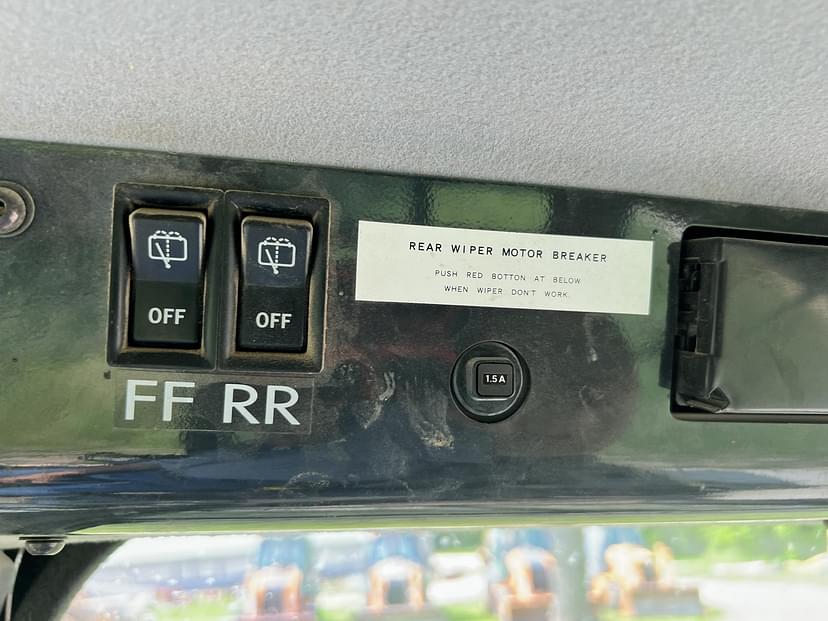 OFF OFF
FF RR
REAR WIPER MOTOR BREAKER
PUSH RED BOTTON AT BELOW
WHEN WIPER DON'T WORK.
1.5A